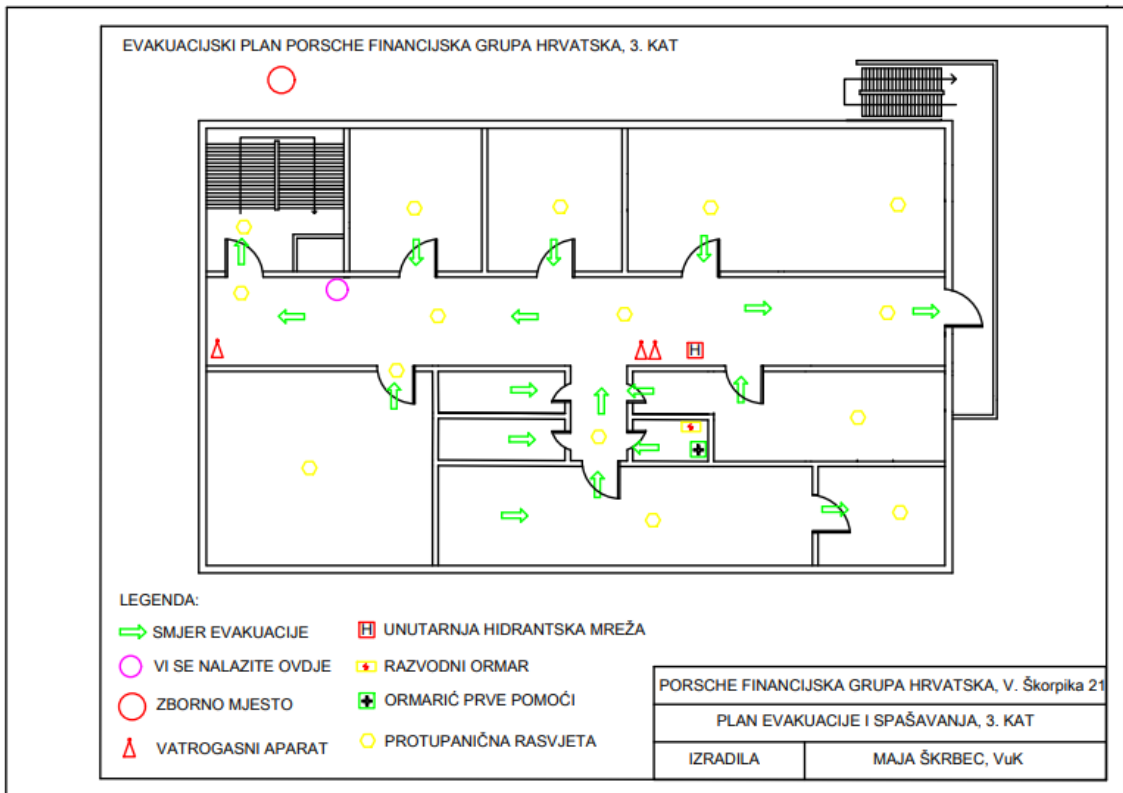 EVAKUACIJSKI PLAN PORSCHE FINANCIJSKA GRUPA HRVATSKA, 3. KAT
H
LEGENDA:
SMJER EVAKUACIJE
VI SE NALAZITE OVDJE
ZBORNO MJESTO
VATROGASNI APARAT
H UNUTARNJA HIDRANTSKA MREŽA
RAZVODNI ORMAR
ORMARIĆ PRVE POMOĆI
PROTUPANIČNA RASVJETA
PORSCHE FINANCIJSKA GRUPA HRVATSKA, V. Škorpika 21
PLAN EVAKUACIJE I SPAŠAVANJA, 3. KAT
IZRADILA
MAJA ŠKRBEC, VuK